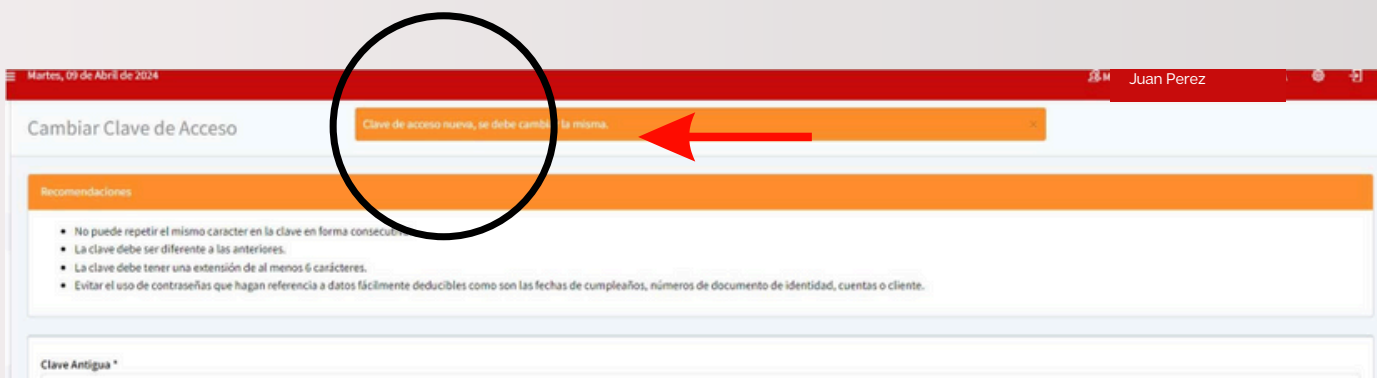 Martes, 09 de Abril de 2024
Juan Perez
Cambiar Clave de Acceso
Clave de acceso nueva, se debe cambiar la misma.
Recomendaciones
No puede repetir el mismo caracter en la clave en forma
La clave debe ser diferente a las anteriores.
La clave debe tener una extensión de al menos 6 carácteres.
Evitar el uso de contraseñas que hagan referencia a datos fácilmente deducibles como son las fechas de cumpleaños, números de documento de identidad, cuentas o cliente.
Clave Antigua *